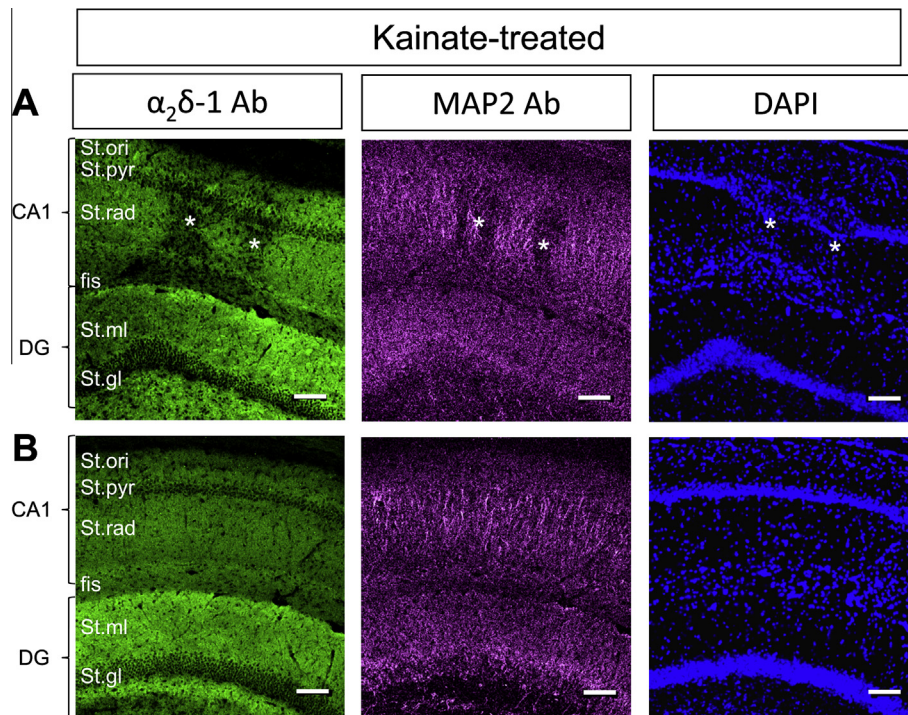 Kainate-treated
α₂δ-1 Ab
MAP2 Ab
DAPI
A
St.ori
St.pyr
CA1
St.rad
*
*
*
*
*
*
fis
St.ml
DG
St.gl
B
St.ori
St.pyr
CA1
St.rad
fis
St.ml
DG
St.gl